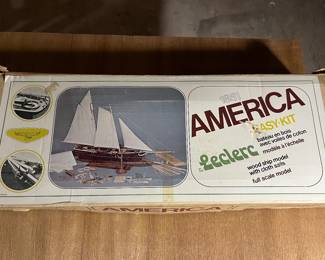 1851
AMERICA
EASY-KIT
bateau en bois
avec voiles de coton
modèle à l'échelle
Leclerc
wood ship model
with cloth sails
full scale model
AMERICA